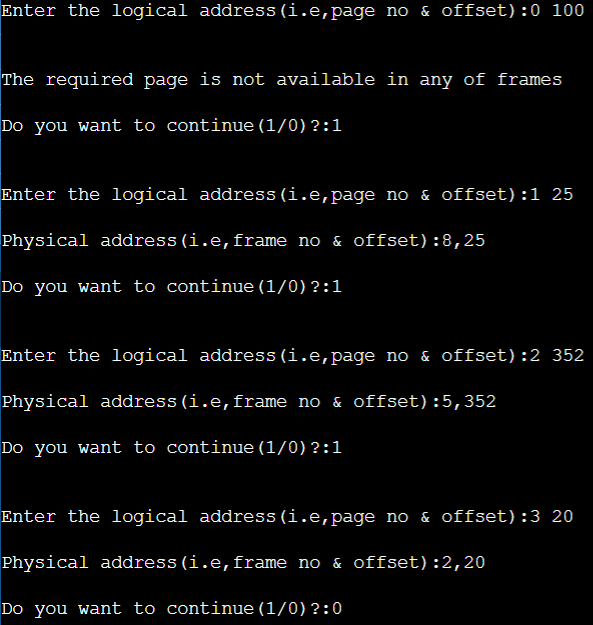 Enter the logical address(i.e,page no & offset):0 100
The required page is not available in any of frames
Do you want to continue(1/0)?:1
Enter the logical address(i.e,page no & offset):1 25
Physical address(i.e,frame no & offset):8,25
Do you want to continue(1/0)?:1
Enter the logical address(i.e,page no & offset):2 352
Physical address(i.e,frame no & offset):5,352
Do you want to continue(1/0)?:1
Enter the logical address(i.e,page no & offset):3 20
Physical address(i.e,frame no & offset):2,20
Do you want to continue(1/0)?:0